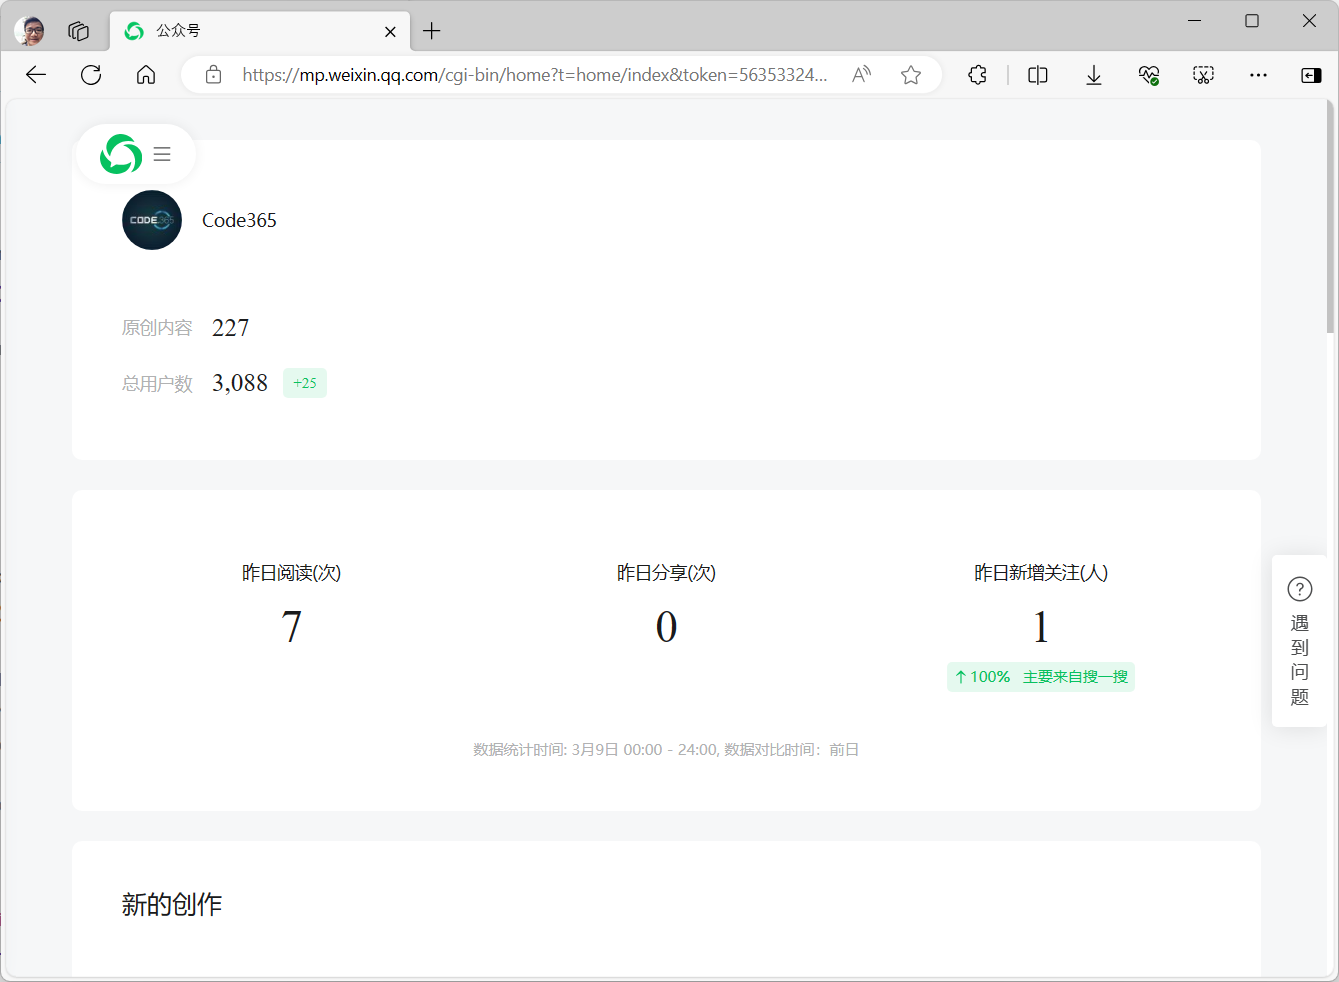 公众号
https://mp.weixin.qq.com/cgi-bin/home?t=home/index&token=56353324...
CODE365
Code365
原创内容 227
总用户数 3,088 +25
昨日阅读(次) 昨日分享(次) 昨日新增关注(人)
7 0 1
↑100% 主要来自搜一搜
数据统计时间: 3月9日 00:00 - 24:00, 数据对比时间：前日
遇到问题
新的创作